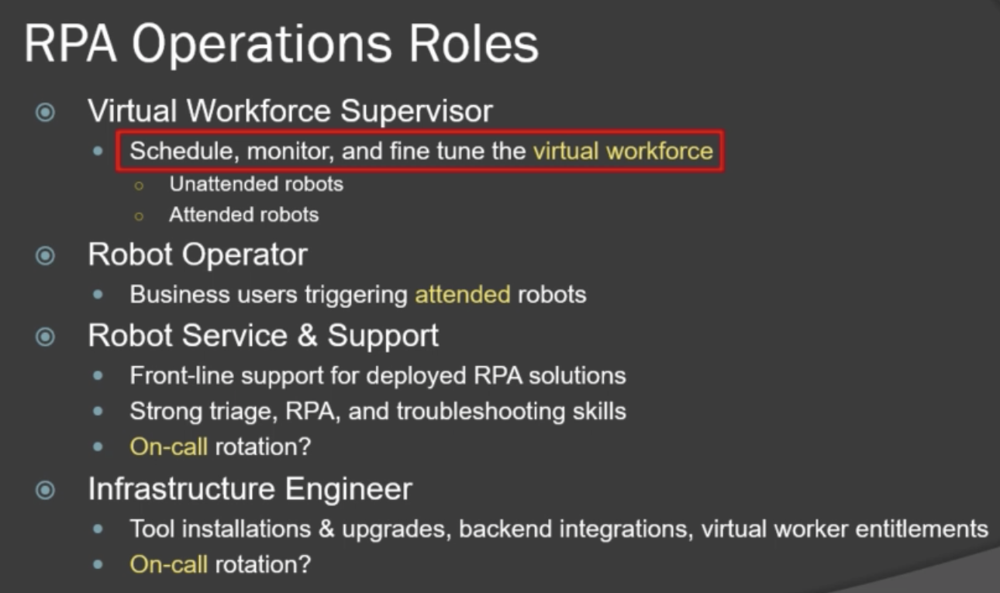 RPA Operations Roles
Virtual Workforce Supervisor
Schedule, monitor, and fine tune the virtual workforce
Unattended robots
Attended robots
Robot Operator
Business users triggering attended robots
Robot Service & Support
Front-line support for deployed RPA solutions
Strong triage, RPA, and troubleshooting skills
On-call rotation?
Infrastructure Engineer
Tool installations & upgrades, backend integrations, virtual worker entitlements
On-call rotation?